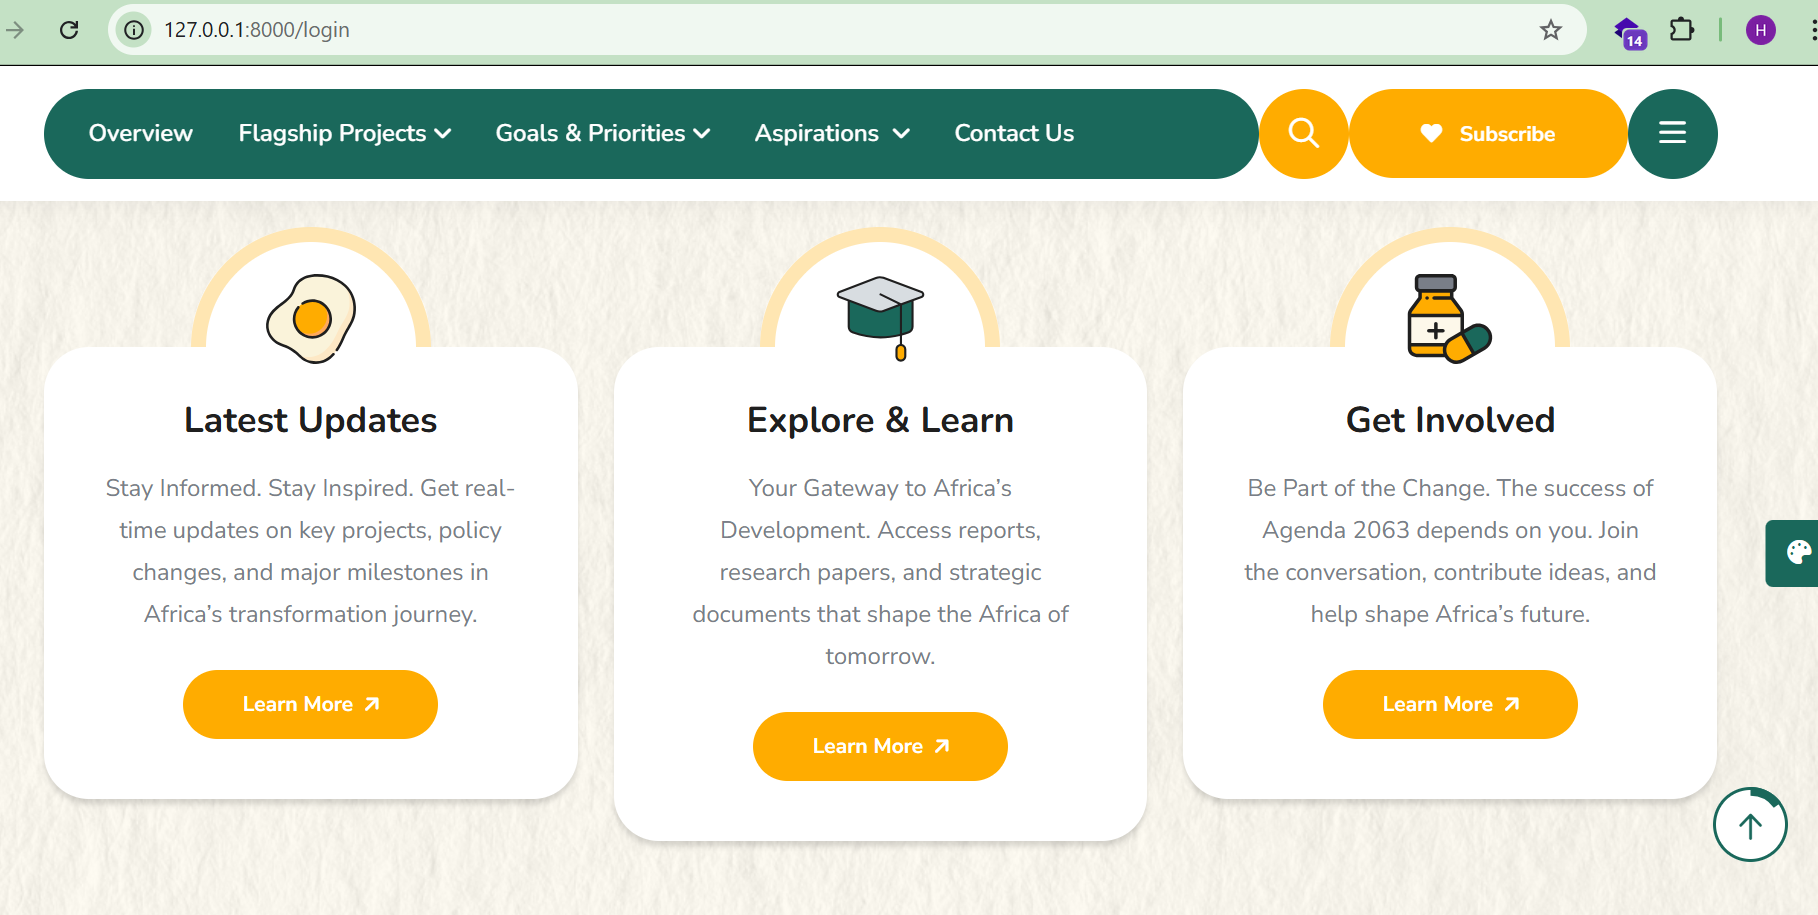 127.0.0.1:8000/login
14
H
Overview
Flagship Projects
Goals & Priorities
Aspirations
Contact Us
Subscribe
Latest Updates
Stay Informed. Stay Inspired. Get real-
time updates on key projects, policy
changes, and major milestones in
Africa’s transformation journey.
Learn More
Explore & Learn
Your Gateway to Africa’s
Development. Access reports,
research papers, and strategic
documents that shape the Africa of
tomorrow.
Learn More
Get Involved
Be Part of the Change. The success of
Agenda 2063 depends on you. Join
the conversation, contribute ideas, and
help shape Africa’s future.
Learn More